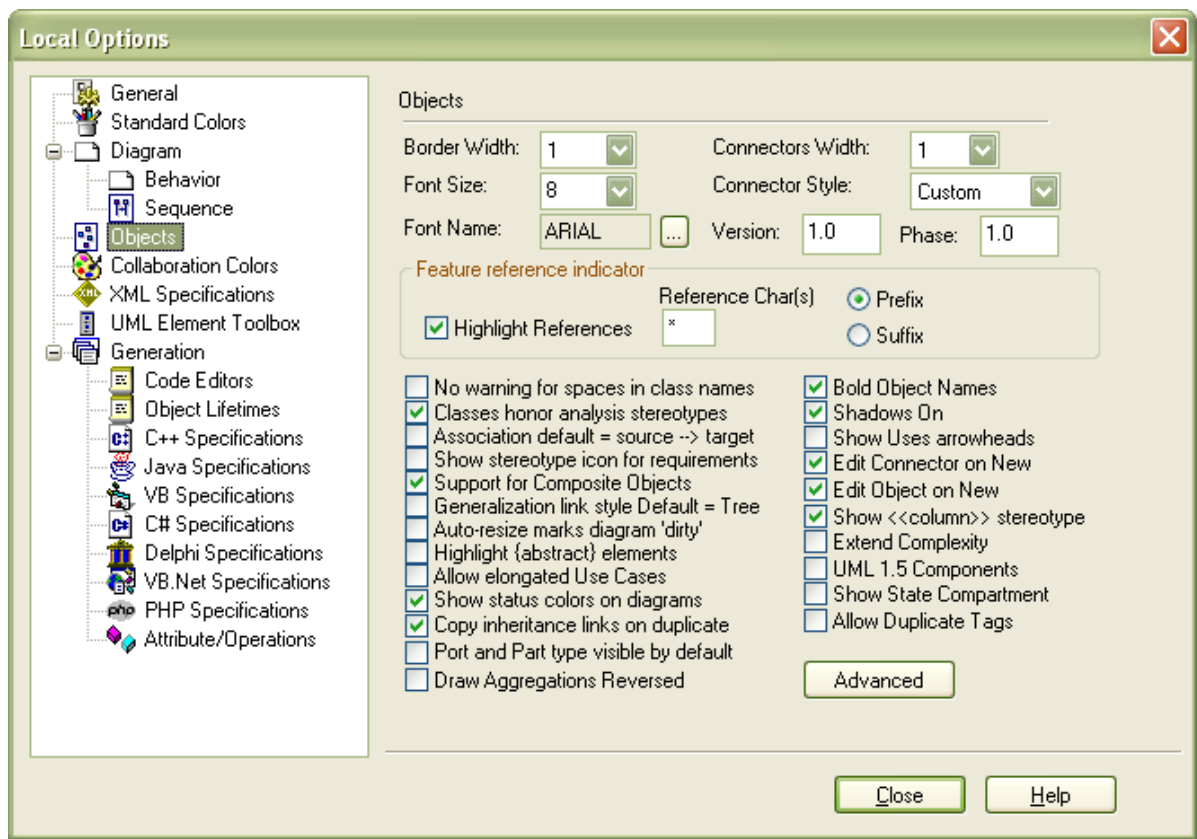 Local Options
General
Standard Colors
Diagram
Behavior
Sequence
Objects
Collaboration Colors
XML Specifications
UML Element Toolbox
Generation
Code Editors
Object Lifetimes
C++ Specifications
Java Specifications
VB Specifications
C# Specifications
Delphi Specifications
VB.Net Specifications
PHP Specifications
Attribute/Operations
Objects
Border Width: 1 Connectors Width: 1
Font Size: 8 Connector Style: Custom
Font Name: ARIAL ... Version: 1.0 Phase: 1.0
Feature reference indicator
Reference Char(s) Prefix
Highlight References * Suffix
No warning for spaces in class names
Classes honor analysis stereotypes
Association default = source --> target
Show stereotype icon for requirements
Support for Composite Objects
Generalization link style Default = Tree
Auto-resize marks diagram 'dirty'
Highlight {abstract} elements
Allow elongated Use Cases
Show status colors on diagrams
Copy inheritance links on duplicate
Port and Part type visible by default
Draw Aggregations Reversed
Bold Object Names
Shadows On
Show Uses arrowheads
Edit Connector on New
Edit Object on New
Show <<column>> stereotype
Extend Complexity
UML 1.5 Components
Show State Compartment
Allow Duplicate Tags
Advanced
Close Help